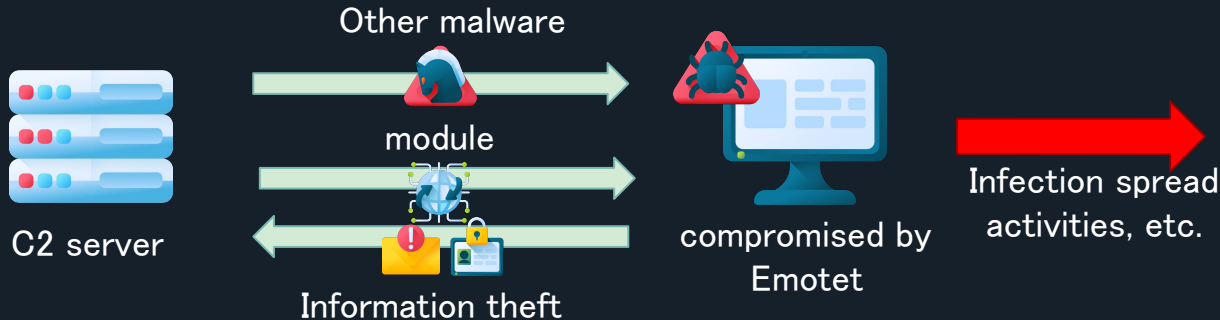 Other malware
module
C2 server
Information theft
compromised by
Emotet
Infection spread
activities, etc.